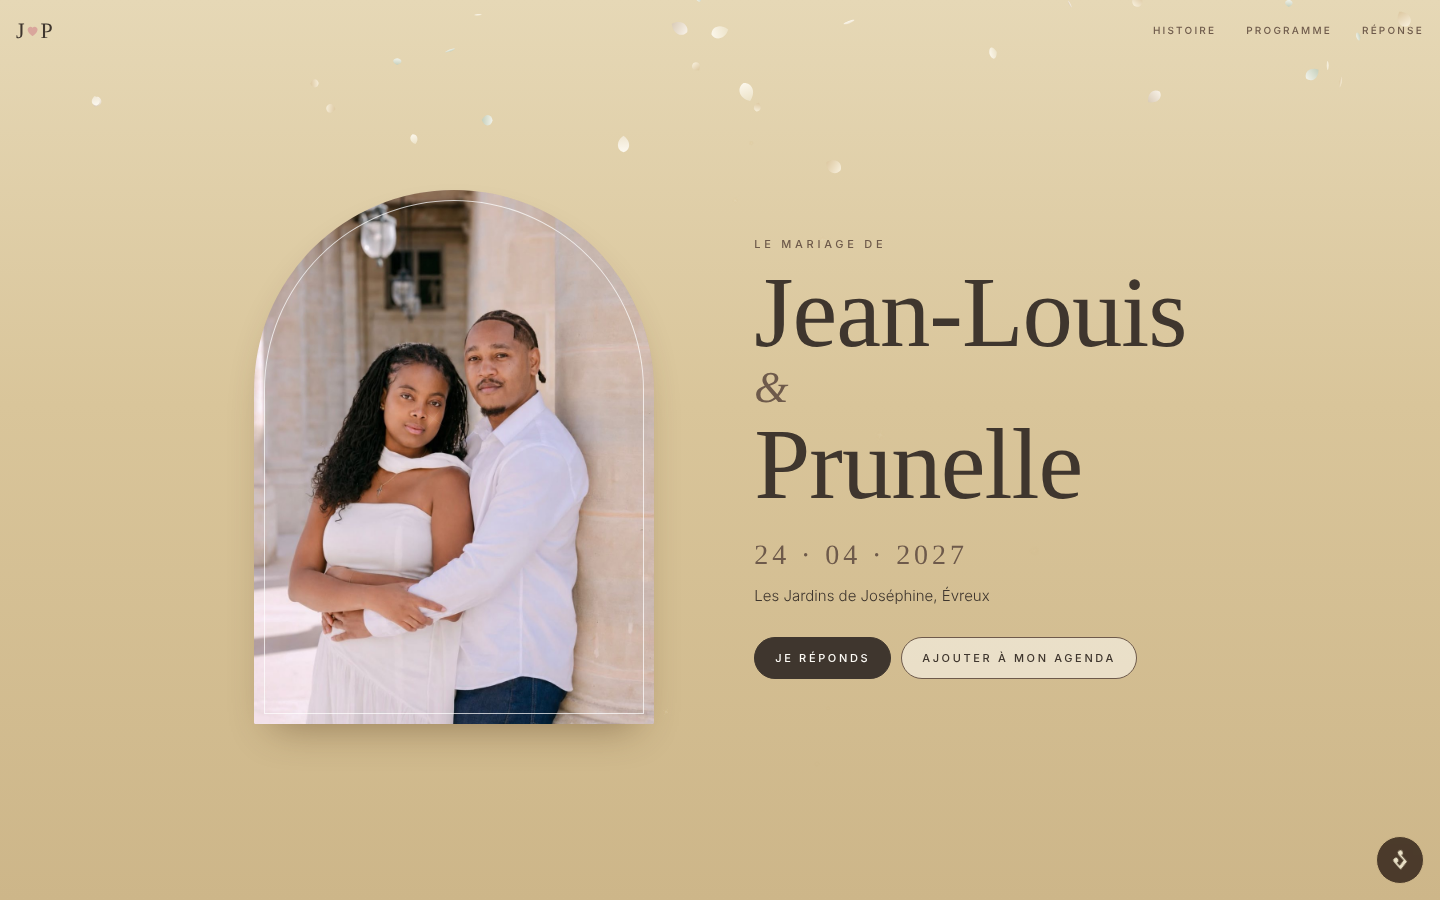 J P
HISTOIRE PROGRAMME RÉPONSE
LE MARIAGE DE
Jean-Louis
&
Prunelle
24 · 04 · 2027
Les Jardins de Joséphine, Évreux
JE RÉPONDS AJOUTER À MON AGENDA